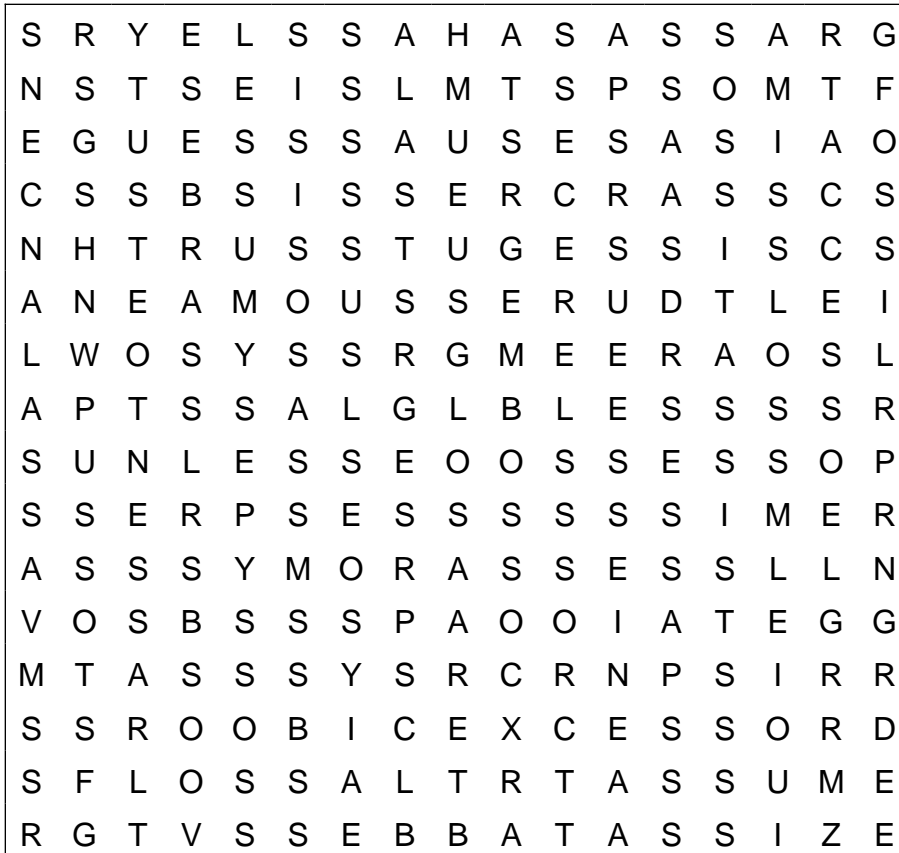 S R Y E L S S A H A S A S S A R G
N S T S E I S L M T S P S O M T F
E G U E S S S A U S E S A S I A O
C S S B S I S S E R C R A S S C S
N H T R U S S T U G E S S I S C S
A N E A M O U S S E R U D T L E I
L W O S Y S S R G M E E R A O S L
A P T S S A L G L B L E S S S S R
S U N L E S S E O O S S E S S O P
S S E R P S E S S S S S S I M E R
A S S S Y M O R A S S E S S L L N
V O S B S S S P A O O I A T E G G
M T A S S S Y S R C R N P S I R R
S S R O O B I C E X C E S S O R D
S F L O S S A L T R T A S S U M E
R G T V S S E B B A T A S S I Z E